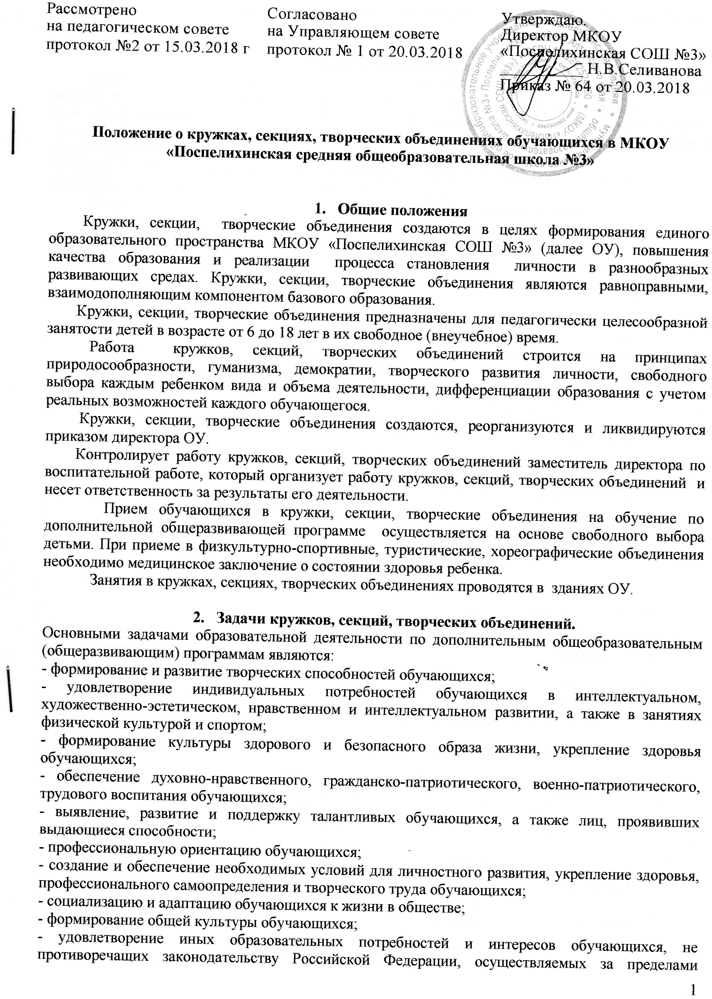 Рассмотрено
на педагогическом совете
протокол №2 от 15.03.2018 г
Согласовано
на Управляющем совете
протокол № 1 от 20.03.2018
Утверждаю.
Директор МКОУ
«Поспелихинская СОШ №3»
Н.В.Селиванова
Приказ № 64 от 20.03.2018
Положение о кружках, секциях, творческих объединениях обучающихся в МКОУ
«Поспелихинская средняя общеобразовательная школа №3»
1. Общие положения
Кружки, секции, творческие объединения создаются в целях формирования единого
образовательного пространства МКОУ «Поспелихинская СОШ №3» (далее ОУ), повышения
качества образования и реализации процесса становления личности в разнообразных
развивающих средах. Кружки, секции, творческие объединения являются равноправными,
взаимодополняющим компонентом базового образования.
Кружки, секции, творческие объединения предназначены для педагогически целесообразной
занятости детей в возрасте от 6 до 18 лет в их свободное (внеучебное) время.
Работа кружков, секций, творческих объединений строится на принципах
природосообразности, гуманизма, демократии, творческого развития личности, свободного
выбора каждым ребенком вида и объема деятельности, дифференциации образования с учетом
реальных возможностей каждого обучающегося.
Кружки, секции, творческие объединения создаются, реорганизуются и ликвидируются
приказом директора ОУ.
Контролирует работу кружков, секций, творческих объединений заместитель директора по
воспитательной работе, который организует работу кружков, секций, творческих объединений и
несет ответственность за результаты его деятельности.
Прием обучающихся в кружки, секции, творческие объединения на обучение по
дополнительной общеразвивающей программе осуществляется на основе свободного выбора
детьми. При приеме в физкультурно-спортивные, туристические, хореографические объединения
необходимо медицинское заключение о состоянии здоровья ребенка.
Занятия в кружках, секциях, творческих объединениях проводятся в зданиях ОУ.
2. Задачи кружков, секций, творческих объединений.
Основными задачами образовательной деятельности по дополнительным общеобразовательным
(общеразвивающим) программам являются:
- формирование и развитие творческих способностей обучающихся;
- удовлетворение индивидуальных потребностей обучающихся в интеллектуальном,
художественно-эстетическом, нравственном и интеллектуальном развитии, а также в занятиях
физической культурой и спортом;
- формирование культуры здорового и безопасного образа жизни, укрепление здоровья
обучающихся;
- обеспечение духовно-нравственного, гражданско-патриотического, военно-патриотического,
трудового воспитания обучающихся;
- выявление, развитие и поддержку талантливых обучающихся, а также лиц, проявивших
выдающиеся способности;
- профессиональную ориентацию обучающихся;
- создание и обеспечение необходимых условий для личностного развития, укрепление здоровья,
профессионального самоопределения и творческого труда обучающихся;
- социализацию и адаптацию обучающихся к жизни в обществе;
- формирование общей культуры обучающихся;
- удовлетворение иных образовательных потребностей и интересов обучающихся, не
противоречащих законодательству Российской Федерации, осуществляемых за пределами
1